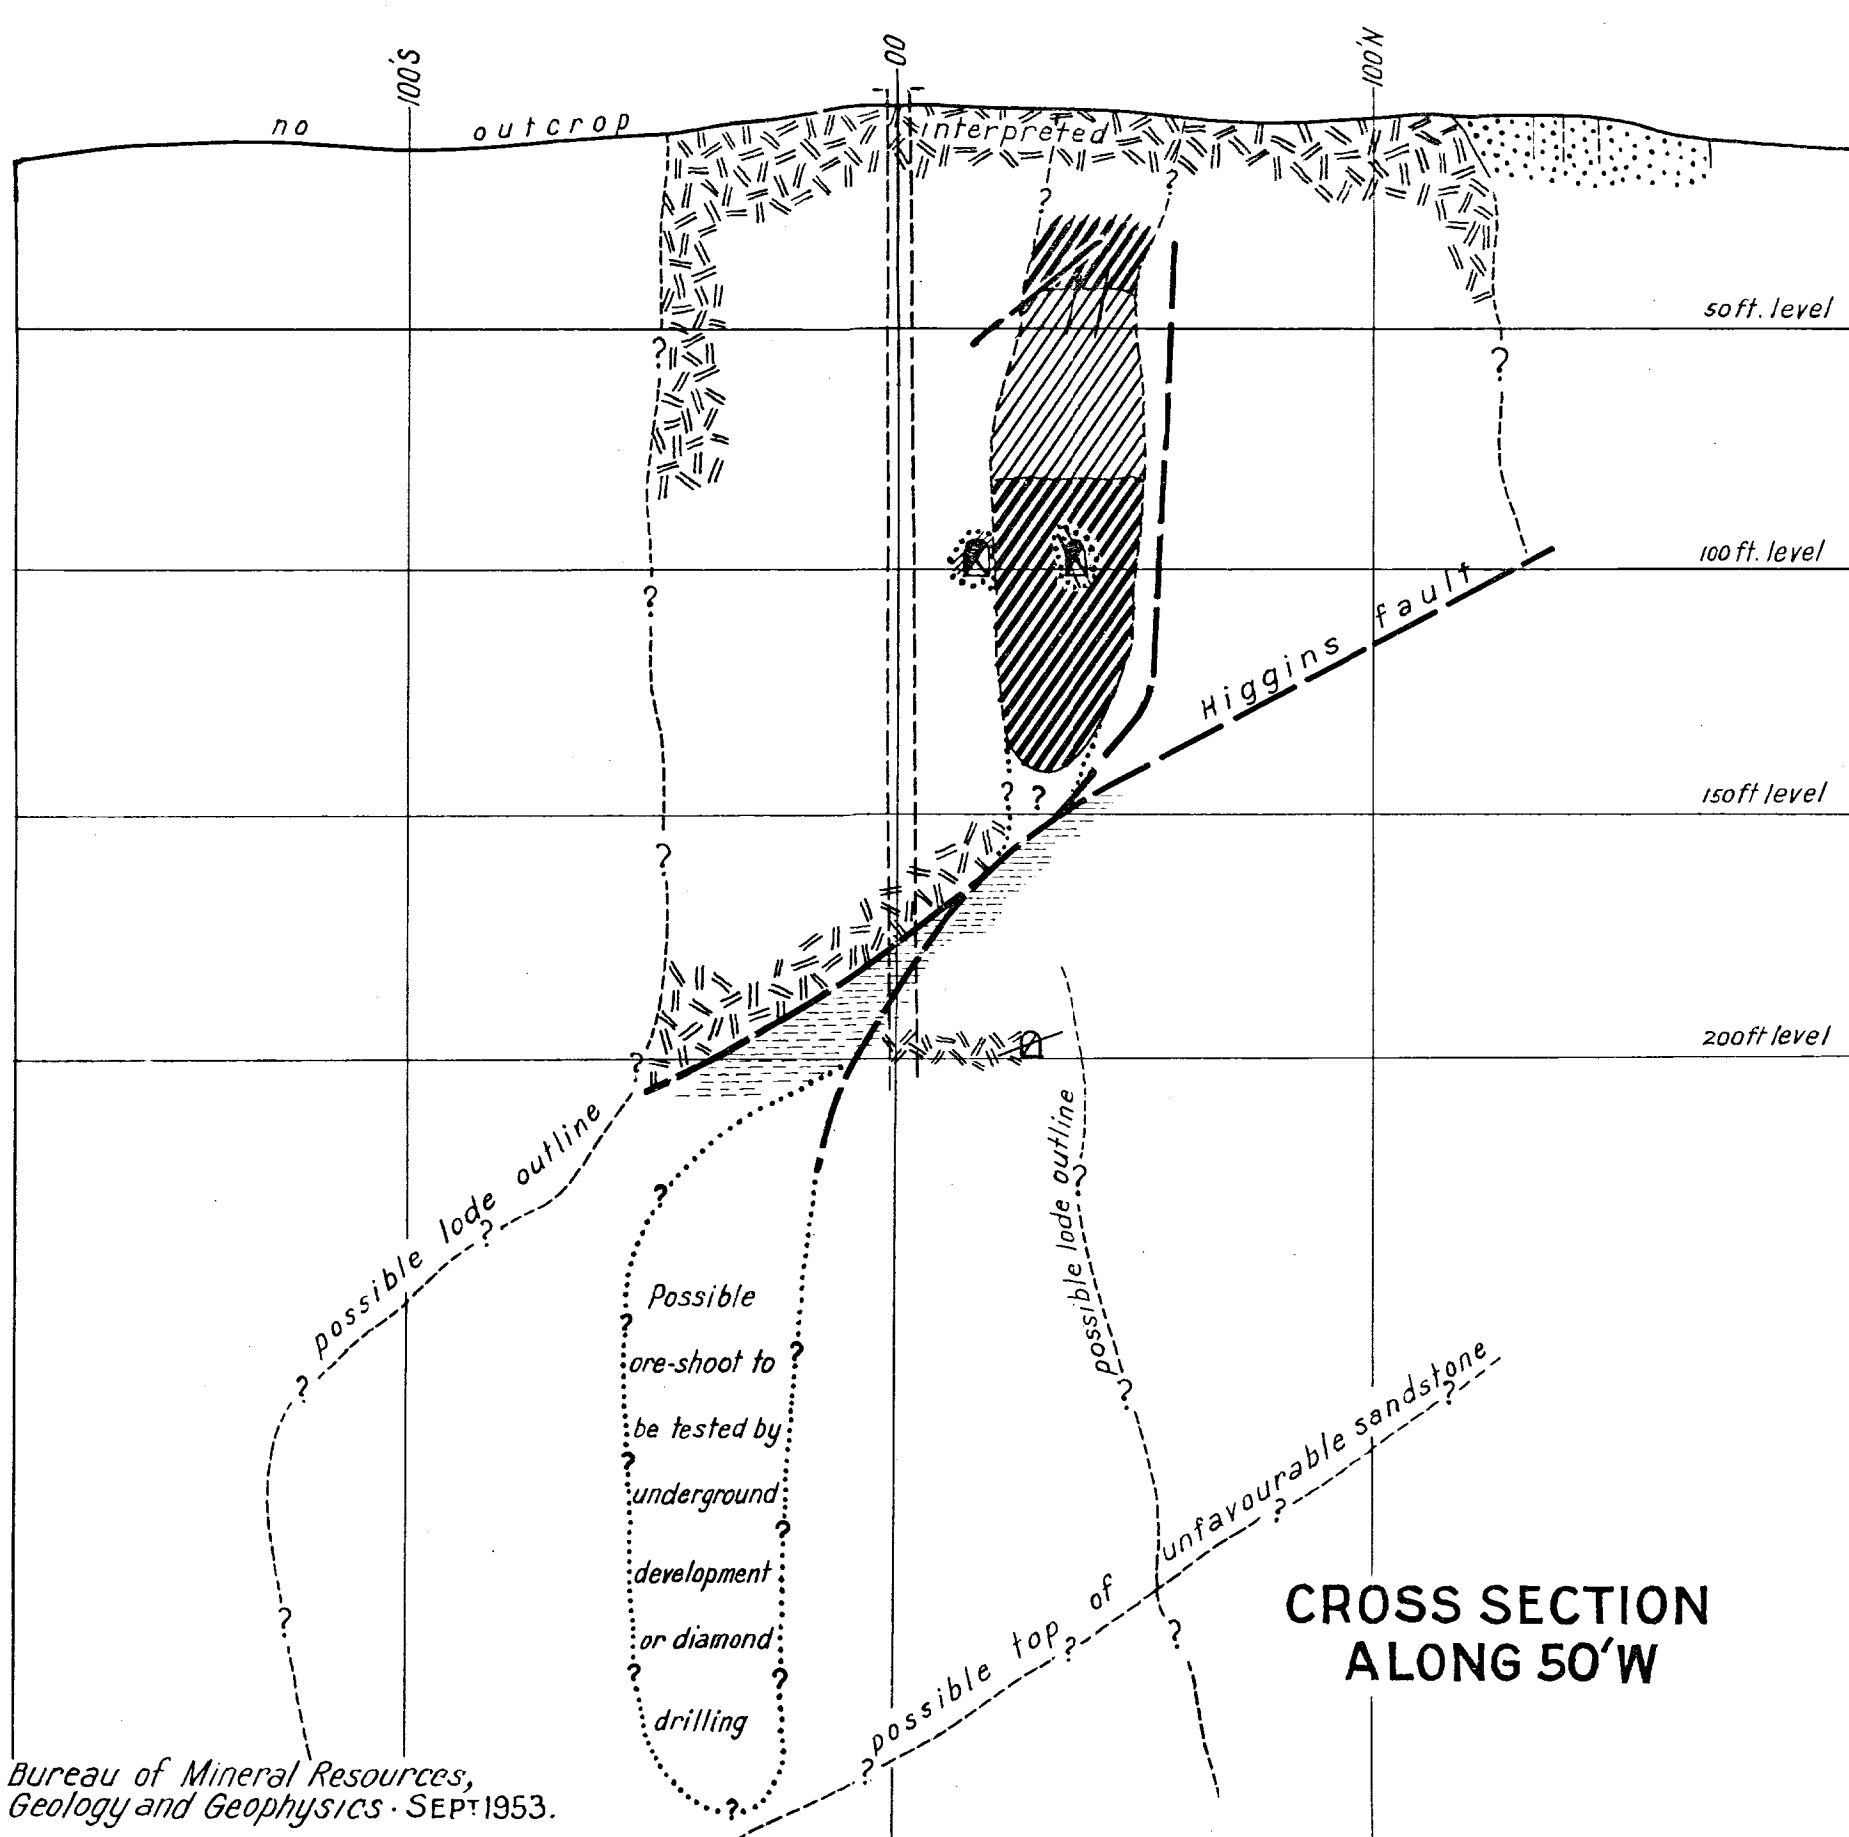 100'S
00
100'N
no outcrop
interpreted
?
?
50ft. level
?
?
100ft. level
?
Higgins fault
? ?
150ft level
?
200ft level
?
possible lode outline
?
?
?
possible lode outline
?
?
?
?
Possible
ore-shoot to
be tested by
underground
development
or diamond
drilling
?
?
?
?
?
?
?
?
possible top of unfavourable sandstone
?
?
?
?
CROSS SECTION
ALONG 50'W
Bureau of Mineral Resources,
Geology and Geophysics · SEPT 1953.